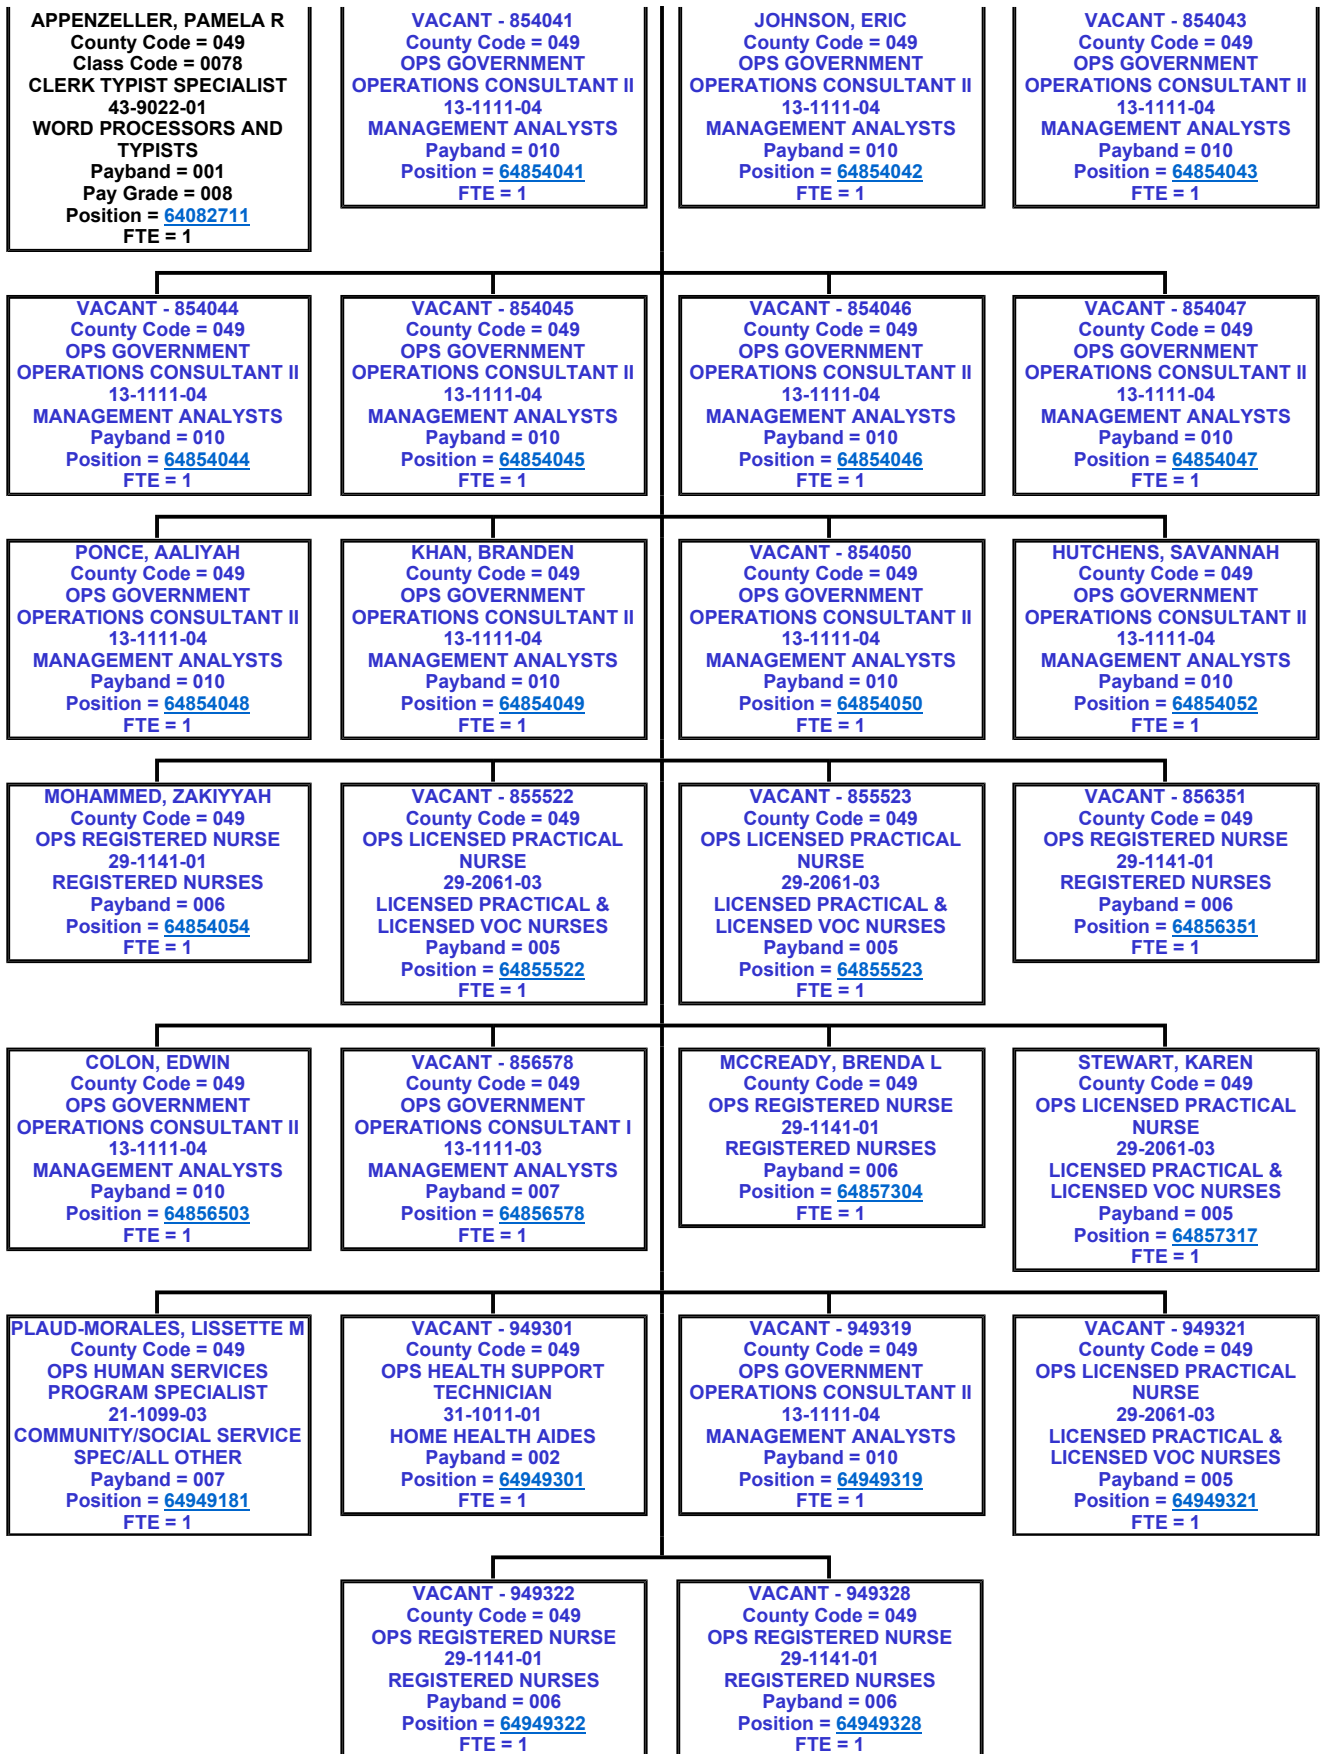 APPENZELLER, PAMELA R
County Code = 049
Class Code = 0078
CLERK TYPIST SPECIALIST
43-9022-01
WORD PROCESSORS AND
TYPISTS
Payband = 001
Pay Grade = 008
Position = 64082711
FTE = 1
VACANT - 854041
County Code = 049
OPS GOVERNMENT
OPERATIONS CONSULTANT II
13-1111-04
MANAGEMENT ANALYSTS
Payband = 010
Position = 64854041
FTE = 1
JOHNSON, ERIC
County Code = 049
OPS GOVERNMENT
OPERATIONS CONSULTANT II
13-1111-04
MANAGEMENT ANALYSTS
Payband = 010
Position = 64854042
FTE = 1
VACANT - 854043
County Code = 049
OPS GOVERNMENT
OPERATIONS CONSULTANT II
13-1111-04
MANAGEMENT ANALYSTS
Payband = 010
Position = 64854043
FTE = 1
VACANT - 854044
County Code = 049
OPS GOVERNMENT
OPERATIONS CONSULTANT II
13-1111-04
MANAGEMENT ANALYSTS
Payband = 010
Position = 64854044
FTE = 1
VACANT - 854045
County Code = 049
OPS GOVERNMENT
OPERATIONS CONSULTANT II
13-1111-04
MANAGEMENT ANALYSTS
Payband = 010
Position = 64854045
FTE = 1
VACANT - 854046
County Code = 049
OPS GOVERNMENT
OPERATIONS CONSULTANT II
13-1111-04
MANAGEMENT ANALYSTS
Payband = 010
Position = 64854046
FTE = 1
VACANT - 854047
County Code = 049
OPS GOVERNMENT
OPERATIONS CONSULTANT II
13-1111-04
MANAGEMENT ANALYSTS
Payband = 010
Position = 64854047
FTE = 1
PONCE, AALIYAH
County Code = 049
OPS GOVERNMENT
OPERATIONS CONSULTANT II
13-1111-04
MANAGEMENT ANALYSTS
Payband = 010
Position = 64854048
FTE = 1
KHAN, BRANDEN
County Code = 049
OPS GOVERNMENT
OPERATIONS CONSULTANT II
13-1111-04
MANAGEMENT ANALYSTS
Payband = 010
Position = 64854049
FTE = 1
VACANT - 854050
County Code = 049
OPS GOVERNMENT
OPERATIONS CONSULTANT II
13-1111-04
MANAGEMENT ANALYSTS
Payband = 010
Position = 64854050
FTE = 1
HUTCHENS, SAVANNAH
County Code = 049
OPS GOVERNMENT
OPERATIONS CONSULTANT II
13-1111-04
MANAGEMENT ANALYSTS
Payband = 010
Position = 64854052
FTE = 1
MOHAMMED, ZAKIYYAH
County Code = 049
OPS REGISTERED NURSE
29-1141-01
REGISTERED NURSES
Payband = 006
Position = 64854054
FTE = 1
VACANT - 855522
County Code = 049
OPS LICENSED PRACTICAL
NURSE
29-2061-03
LICENSED PRACTICAL &
LICENSED VOC NURSES
Payband = 005
Position = 64855522
FTE = 1
VACANT - 855523
County Code = 049
OPS LICENSED PRACTICAL
NURSE
29-2061-03
LICENSED PRACTICAL &
LICENSED VOC NURSES
Payband = 005
Position = 64855523
FTE = 1
VACANT - 856351
County Code = 049
OPS REGISTERED NURSE
29-1141-01
REGISTERED NURSES
Payband = 006
Position = 64856351
FTE = 1
COLON, EDWIN
County Code = 049
OPS GOVERNMENT
OPERATIONS CONSULTANT II
13-1111-04
MANAGEMENT ANALYSTS
Payband = 010
Position = 64856503
FTE = 1
VACANT - 856578
County Code = 049
OPS GOVERNMENT
OPERATIONS CONSULTANT I
13-1111-03
MANAGEMENT ANALYSTS
Payband = 007
Position = 64856578
FTE = 1
MCCREADY, BRENDA L
County Code = 049
OPS REGISTERED NURSE
29-1141-01
REGISTERED NURSES
Payband = 006
Position = 64857304
FTE = 1
STEWART, KAREN
County Code = 049
OPS LICENSED PRACTICAL
NURSE
29-2061-03
LICENSED PRACTICAL &
LICENSED VOC NURSES
Payband = 005
Position = 64857317
FTE = 1
PLAUD-MORALES, LISSETTE M
County Code = 049
OPS HUMAN SERVICES
PROGRAM SPECIALIST
21-1099-03
COMMUNITY/SOCIAL SERVICE
SPEC/ALL OTHER
Payband = 007
Position = 64949181
FTE = 1
VACANT - 949301
County Code = 049
OPS HEALTH SUPPORT
TECHNICIAN
31-1011-01
HOME HEALTH AIDES
Payband = 002
Position = 64949301
FTE = 1
VACANT - 949319
County Code = 049
OPS GOVERNMENT
OPERATIONS CONSULTANT II
13-1111-04
MANAGEMENT ANALYSTS
Payband = 010
Position = 64949319
FTE = 1
VACANT - 949321
County Code = 049
OPS LICENSED PRACTICAL
NURSE
29-2061-03
LICENSED PRACTICAL &
LICENSED VOC NURSES
Payband = 005
Position = 64949321
FTE = 1
VACANT - 949322
County Code = 049
OPS REGISTERED NURSE
29-1141-01
REGISTERED NURSES
Payband = 006
Position = 64949322
FTE = 1
VACANT - 949328
County Code = 049
OPS REGISTERED NURSE
29-1141-01
REGISTERED NURSES
Payband = 006
Position = 64949328
FTE = 1